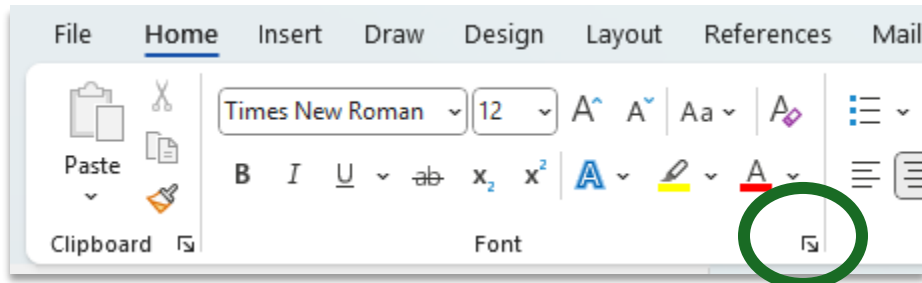 File Home Insert Draw Design Layout References Mail
Times New Roman 12 A^ Aˇ Aa A
Paste B I U ab x₂ x² A A
Clipboard Font